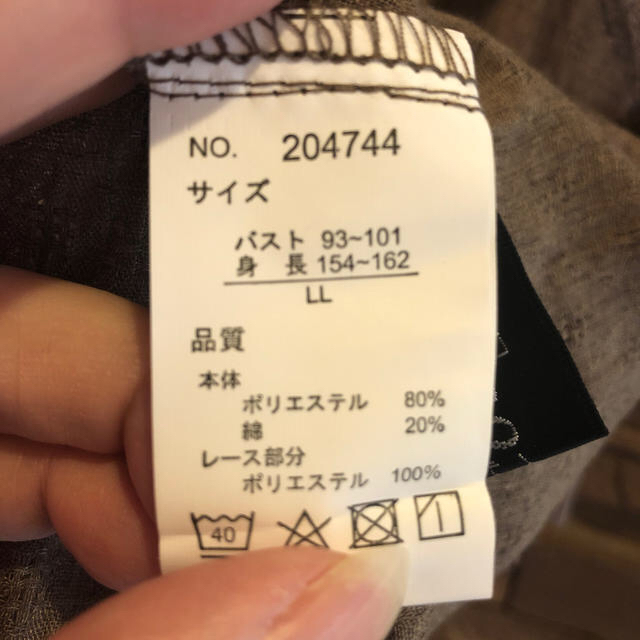 NO. 204744
サイズ
バスト 93~101
身 長 154~162
LL
品質
本体
ポリエステル 80%
綿 20%
レース部分
ポリエステル 100%
40